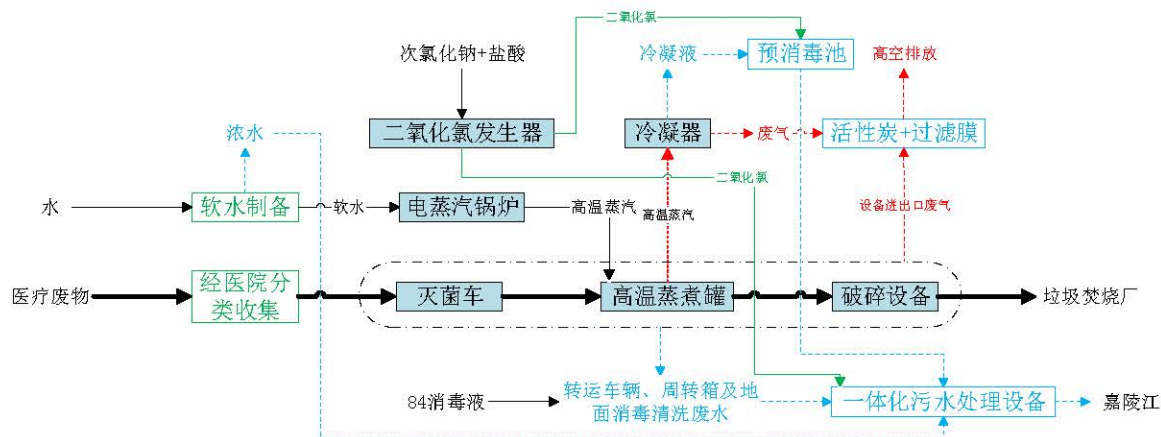 二氧化氯
次氯化钠+盐酸
冷凝液
预消毒池
高空排放
浓水
二氧化氯发生器
冷凝器
废气
活性炭+过滤膜
二氧化氯
水
软水制备
软水
电蒸汽锅炉
高温蒸汽
高温蒸汽
设备进出口废气
医疗废物
经医院分
类收集
灭菌车
高温蒸煮罐
破碎设备
垃圾焚烧厂
84消毒液
转运车辆、周转箱及地
面消毒清洗废水
一体化污水处理设备
嘉陵江